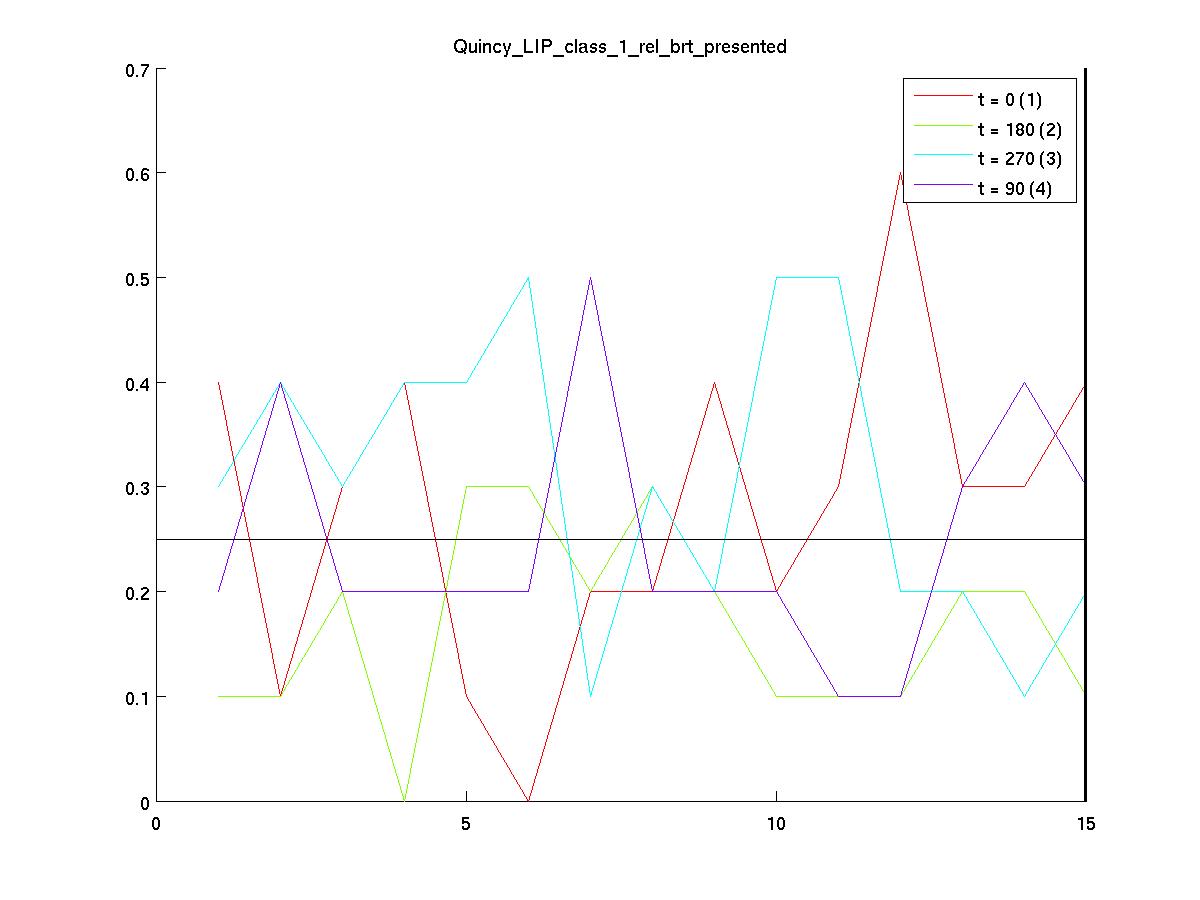 Quincy_LIP_class_1_rel_brt_presented
0.7
0.6
0.5
0.4
0.3
0.2
0.1
0
t = 0 (1)
t = 180 (2)
t = 270 (3)
t = 90 (4)
0 5 10 15